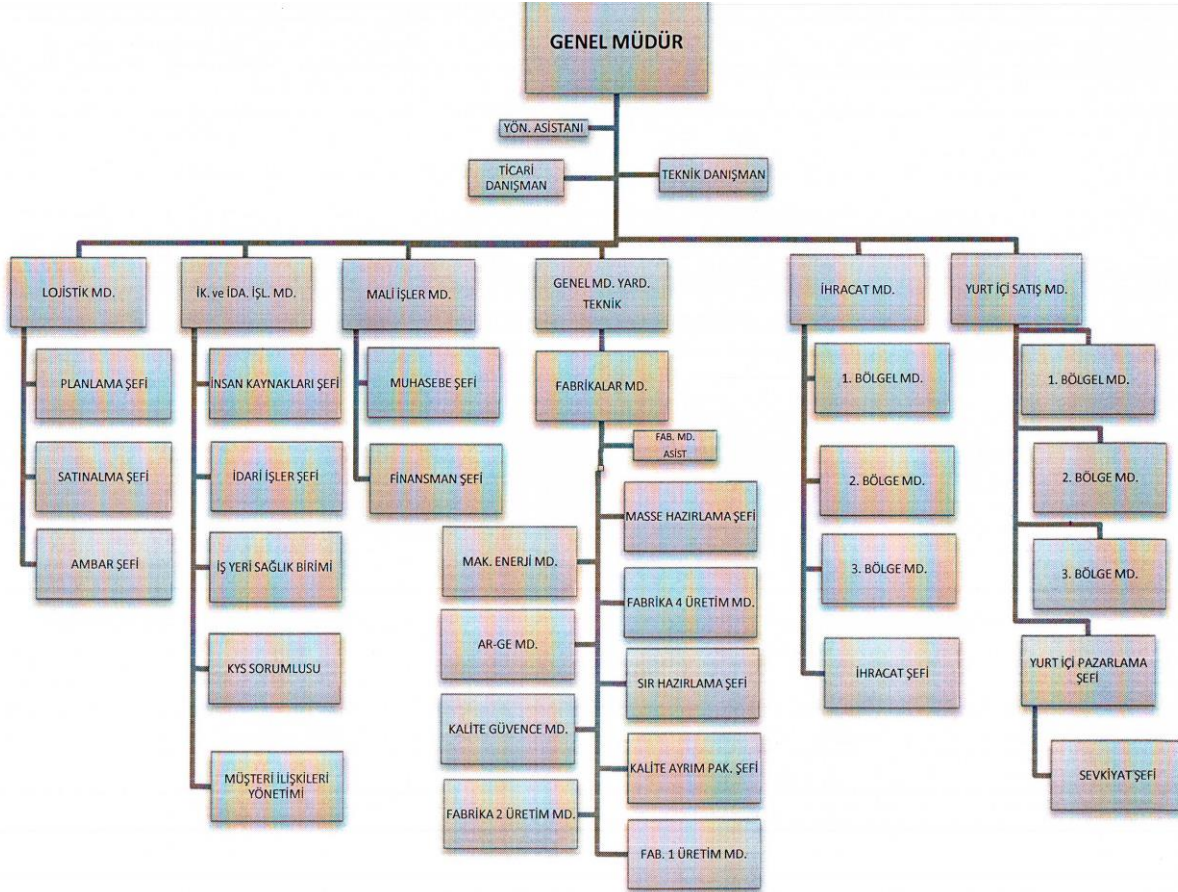 GENEL MÜDÜR
YÖN. ASİSTANI
TİCARİ
DANIŞMAN
TEKNİK DANIŞMAN
LOJİSTİK MD.
İK. ve İDA. İŞL. MD.
MALİ İŞLER MD.
GENEL MD. YARD.
TEKNİK
İHRACAT MD.
YURT İÇİ SATIŞ MD.
PLANLAMA ŞEFİ
SATINALMA ŞEFİ
AMBAR ŞEFİ
İNSAN KAYNAKLARI ŞEFİ
İDARİ İŞLER ŞEFİ
İŞ YERİ SAĞLIK BİRİMİ
KYS SORUMLUSU
MÜŞTERİ İLİŞKİLERİ
YÖNETİMİ
MUHASEBE ŞEFİ
FİNANSMAN ŞEFİ
FABRİKALAR MD.
FAB. MD.
ASİST
MASSE HAZIRLAMA ŞEFİ
MAK. ENERJİ MD.
FABRİKA 4 ÜRETİM MD.
AR-GE MD.
SIR HAZIRLAMA ŞEFİ
KALİTE GÜVENCE MD.
KALİTE AYRIM PAK. ŞEFİ
FABRİKA 2 ÜRETİM MD.
FAB. 1 ÜRETİM MD.
1. BÖLGEL MD.
2. BÖLGE MD.
3. BÖLGE MD.
İHRACAT ŞEFİ
1. BÖLGEL MD.
2. BÖLGE MD.
3. BÖLGE MD.
YURT İÇİ PAZARLAMA
ŞEFİ
SEVKİYAT ŞEFİ